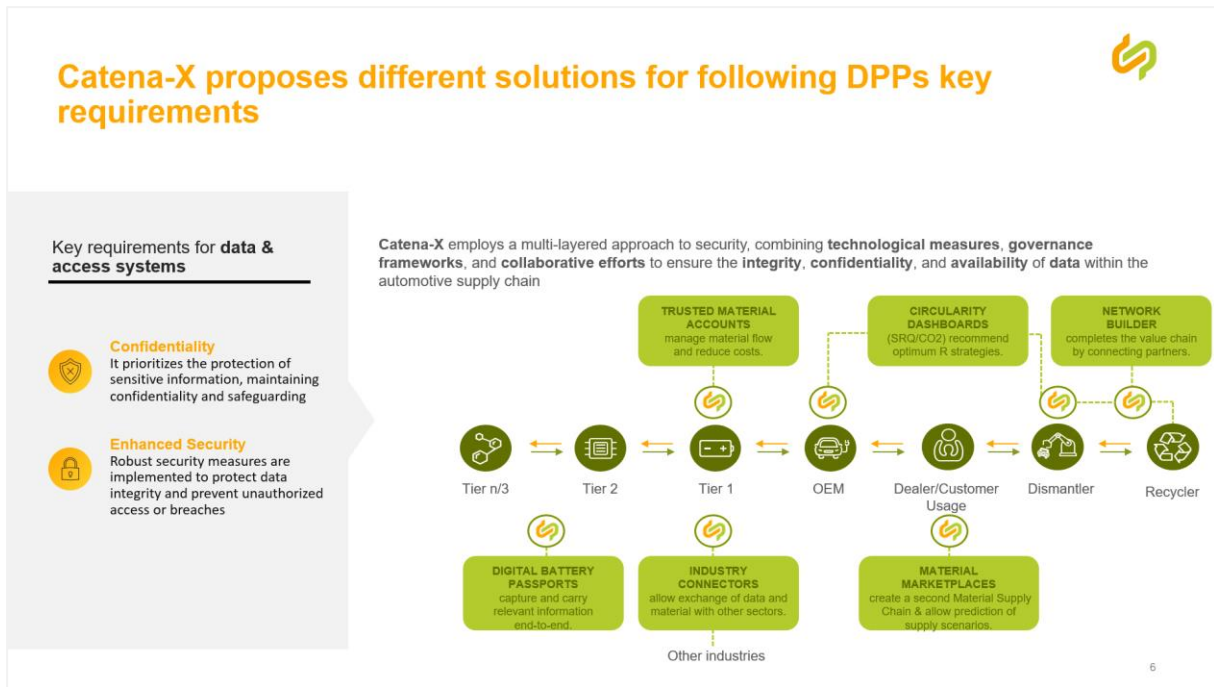 Catena-X proposes different solutions for following DPPs key
requirements
Key requirements for data &
access systems
Confidentiality
It prioritizes the protection of
sensitive information, maintaining
confidentiality and safeguarding
Enhanced Security
Robust security measures are
implemented to protect data
integrity and prevent unauthorized
access or breaches
Catena-X employs a multi-layered approach to security, combining technological measures, governance
frameworks, and collaborative efforts to ensure the integrity, confidentiality, and availability of data within the
automotive supply chain
TRUSTED MATERIAL
ACCOUNTS
manage material flow
and reduce costs.
CIRCULARITY
DASHBOARDS
(SRQ/CO2) recommend
optimum R strategies.
NETWORK
BUILDER
completes the value chain
by connecting partners.
Tier n/3
Tier 2
Tier 1
OEM
Dealer/Customer
Usage
Dismantler
Recycler
DIGITAL BATTERY
PASSPORTS
capture and carry
relevant information
end-to-end.
INDUSTRY
CONNECTORS
allow exchange of data and
material with other sectors.
MATERIAL
MARKETPLACES
create a second Material Supply
Chain & allow prediction of
supply scenarios.
Other industries
6